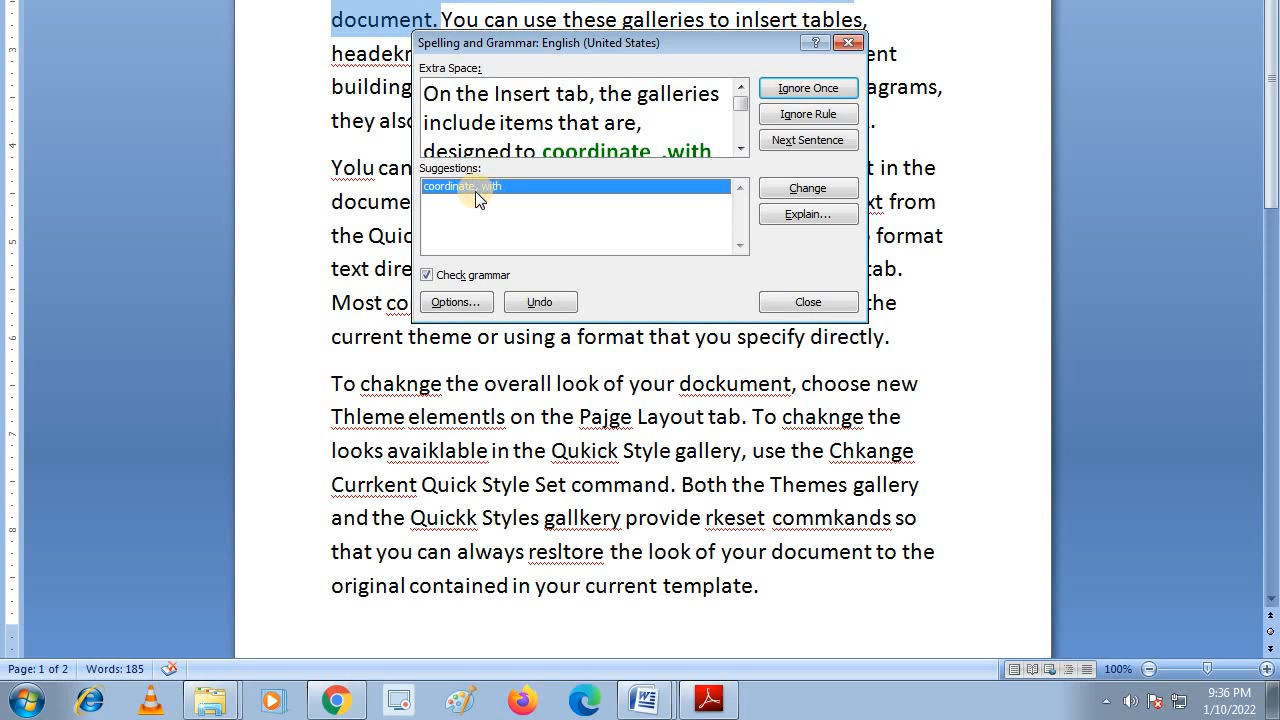 document. You can use these galleries to inlsert tables,
headekr
building agrams,
they also
Spelling and Grammar: English (United States)
Extra Space:
On the Insert tab, the galleries
include items that are,
designed to coordinate .with
Ignore Once
Ignore Rule
Next Sentence
Suggestions:
coordinate, with
Change
Explain...
Check grammar
Options... Undo Close
Yolu can t in the
docume xt from
the Quic format
text dire tab.
Most co the
current theme or using a format that you specify directly.
To chaknge the overall look of your dockument, choose new
Thleme elementls on the Pajge Layout tab. To chaknge the
looks avaiklable in the Qukick Style gallery, use the Chkange
Currkent Quick Style Set command. Both the Themes gallery
and the Quickk Styles gallkery provide rkeset commkands so
that you can always resltore the look of your document to the
original contained in your current template.
3
5
6
7
8
Page: 1 of 2 Words: 185 100%
9:36 PM
1/10/2022